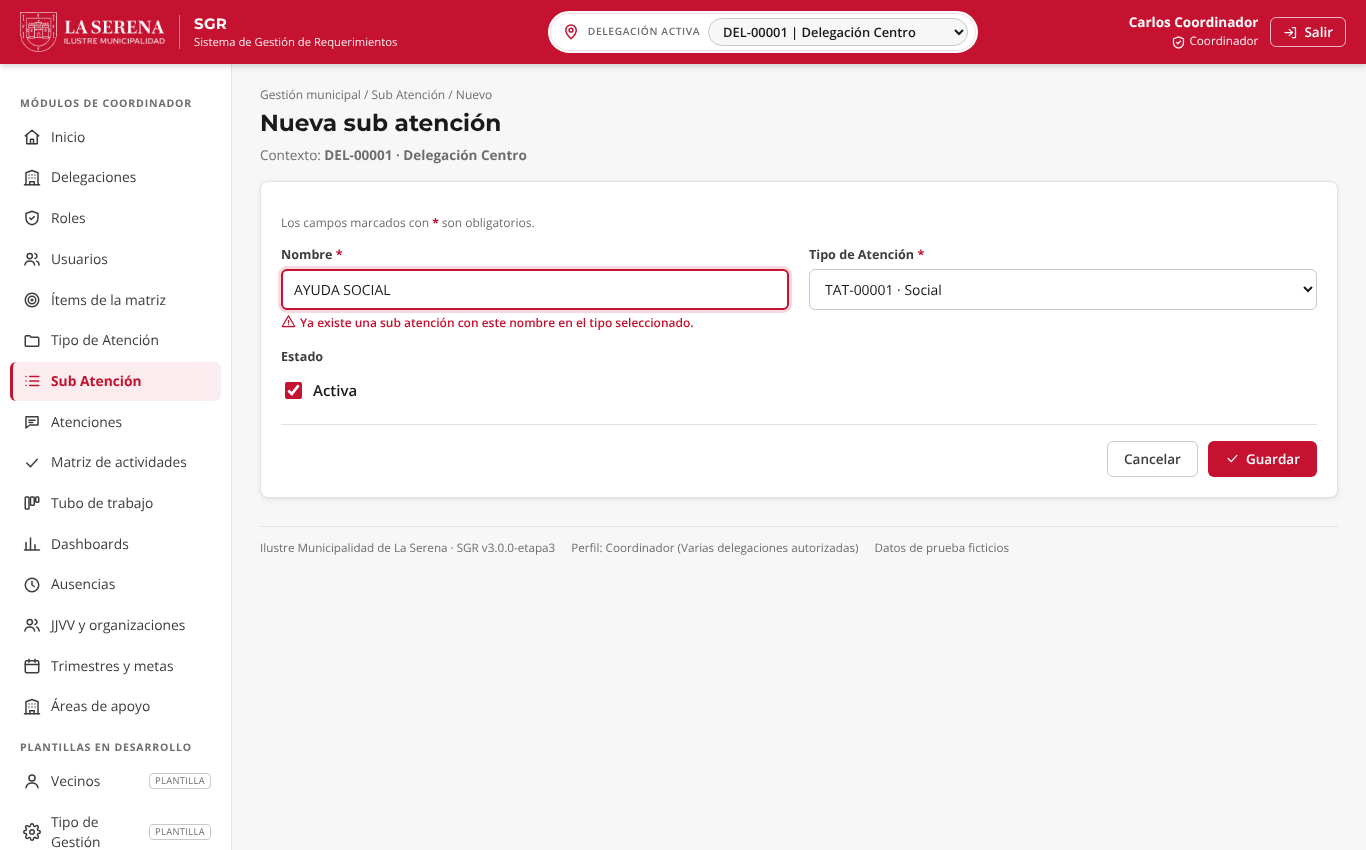 LA SERENA
ILUSTRE MUNICIPALIDAD
SGR
Sistema de Gestión de Requerimientos
DELEGACIÓN ACTIVA
DEL-00001 | Delegación Centro
Carlos Coordinador
Coordinador
Salir
MÓDULOS DE COORDINADOR
Inicio
Delegaciones
Roles
Usuarios
Ítems de la matriz
Tipo de Atención
Sub Atención
Atenciones
Matriz de actividades
Tubo de trabajo
Dashboards
Ausencias
JJVV y organizaciones
Trimestres y metas
Áreas de apoyo
PLANTILLAS EN DESARROLLO
Vecinos PLANTILLA
Tipo de
Gestión PLANTILLA
Gestión municipal / Sub Atención / Nuevo
Nueva sub atención
Contexto: DEL-00001 · Delegación Centro
Los campos marcados con * son obligatorios.
Nombre *
AYUDA SOCIAL
Ya existe una sub atención con este nombre en el tipo seleccionado.
Tipo de Atención *
TAT-00001 · Social
Estado
Activa
Cancelar
Guardar
Ilustre Municipalidad de La Serena · SGR v3.0.0-etapa3 Perfil: Coordinador (Varias delegaciones autorizadas) Datos de prueba ficticios